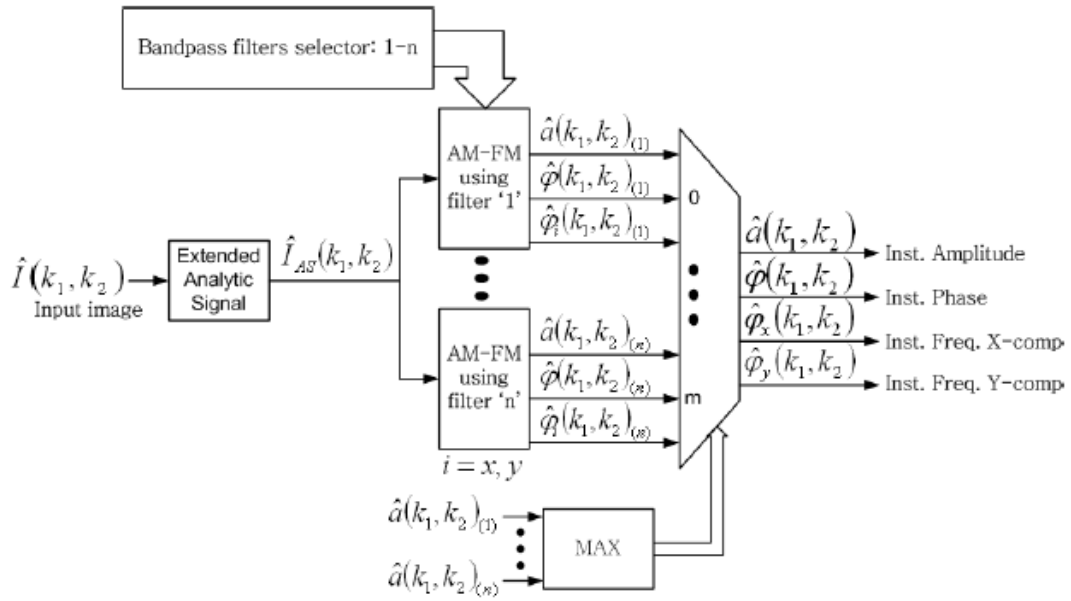 Bandpass filters selector: 1-n
AM-FM
using
filter '1'
â(k₁,k₂)₍₁₎
φ̂(k₁,k₂)₍₁₎
φ̂ᵢ(k₁,k₂)₍₁₎
0
Î(k₁,k₂)
Input image
Extended
Analytic
Signal
Î_AS(k₁,k₂)
â(k₁,k₂)
Inst. Amplitude
φ̂(k₁,k₂)
Inst. Phase
φ̂ₓ(k₁,k₂)
Inst. Freq. X-comp
φ̂_y(k₁,k₂)
Inst. Freq. Y-comp
AM-FM
using
filter 'n'
â(k₁,k₂)₍ₙ₎
φ̂(k₁,k₂)₍ₙ₎
φ̂ᵢ(k₁,k₂)₍ₙ₎
m
i = x, y
â(k₁,k₂)₍₁₎
â(k₁,k₂)₍ₙ₎
MAX